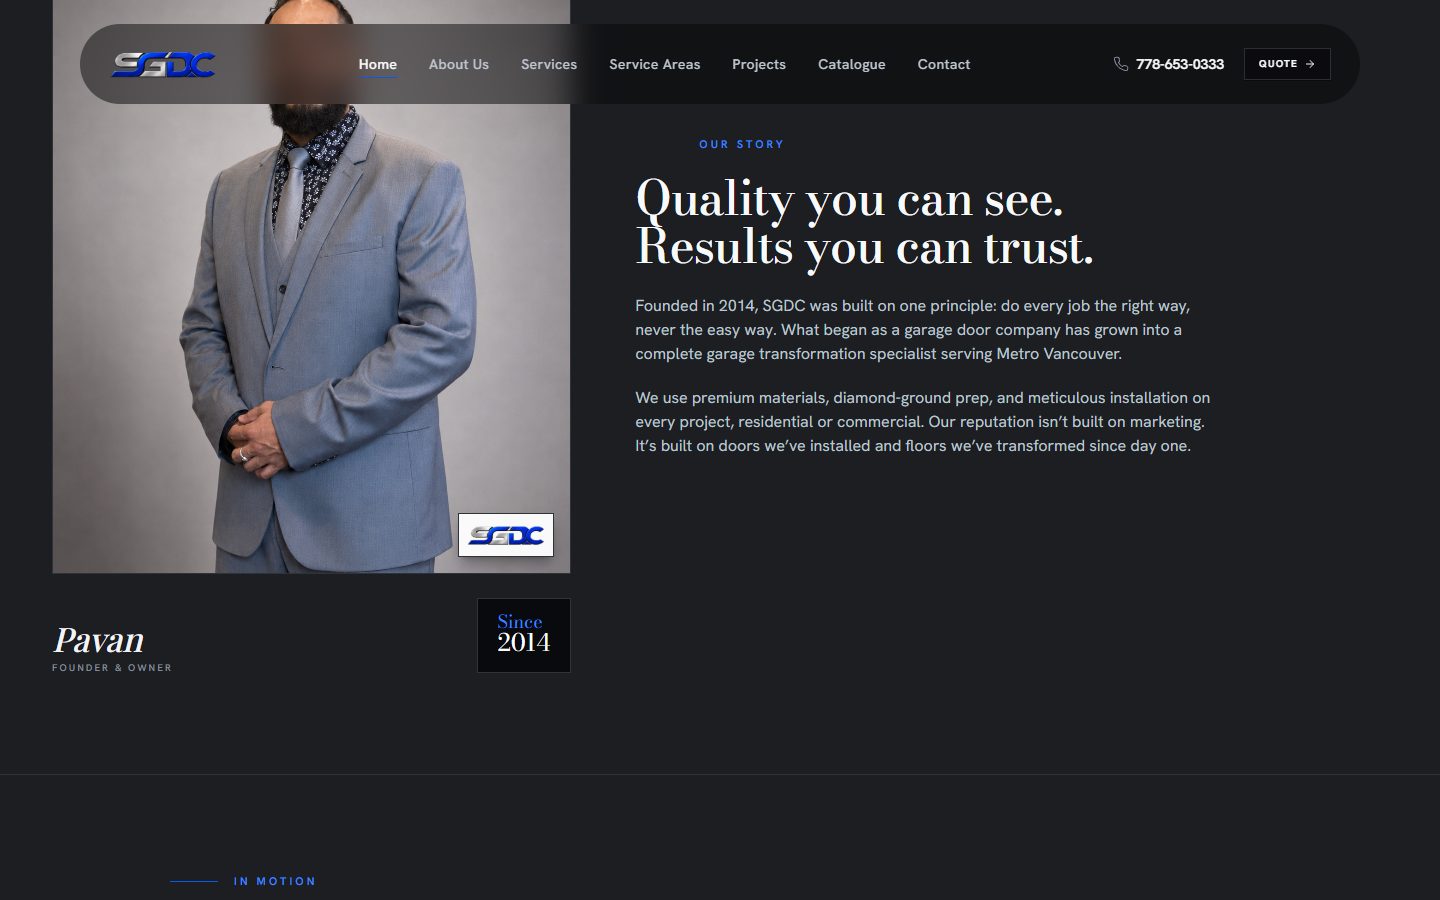 SGDC
Home
About Us
Services
Service Areas
Projects
Catalogue
Contact
778-653-0333
QUOTE →
OUR STORY
Quality you can see.
Results you can trust.
Founded in 2014, SGDC was built on one principle: do every job the right way,
never the easy way. What began as a garage door company has grown into a
complete garage transformation specialist serving Metro Vancouver.
We use premium materials, diamond-ground prep, and meticulous installation on
every project, residential or commercial. Our reputation isn’t built on marketing.
It’s built on doors we’ve installed and floors we’ve transformed since day one.
SGDC
Pavan
FOUNDER & OWNER
Since
2014
IN MOTION